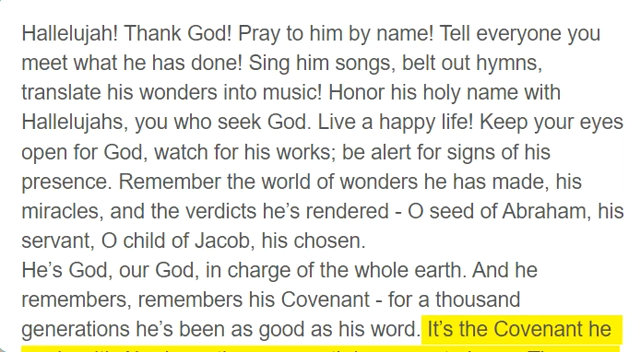 Hallelujah! Thank God! Pray to him by name! Tell everyone you
meet what he has done! Sing him songs, belt out hymns,
translate his wonders into music! Honor his holy name with
Hallelujahs, you who seek God. Live a happy life! Keep your eyes
open for God, watch for his works; be alert for signs of his
presence. Remember the world of wonders he has made, his
miracles, and the verdicts he’s rendered - O seed of Abraham, his
servant, O child of Jacob, his chosen.
He’s God, our God, in charge of the whole earth. And he
remembers, remembers his Covenant - for a thousand
generations he’s been as good as his word. It’s the Covenant he